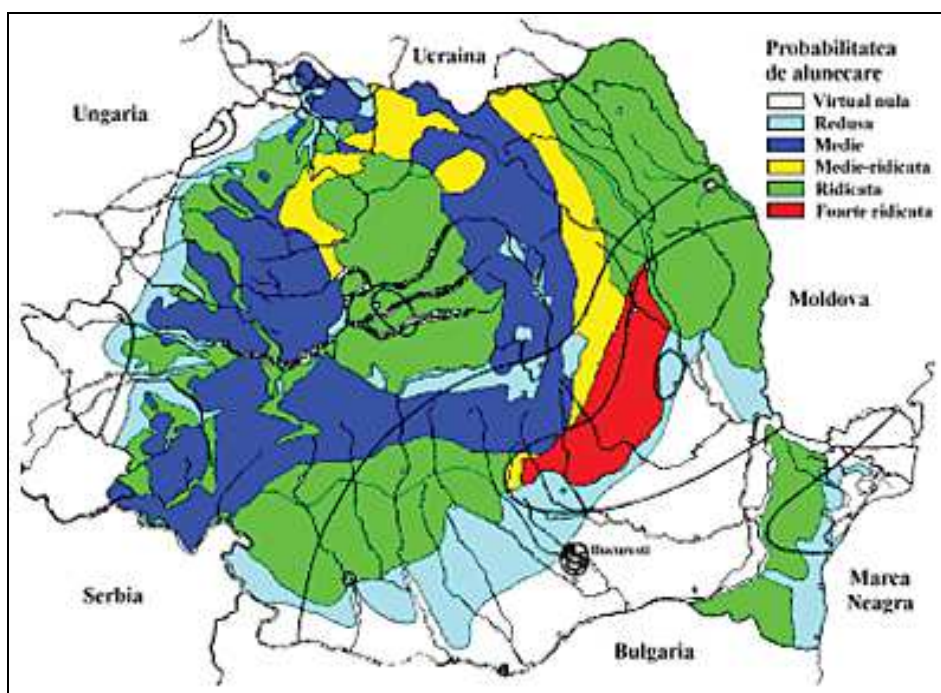 Ucraina
Ungaria
Probabilitatea
de alunecare
Virtual nula
Redusa
Medie
Medie-ridicata
Ridicata
Foarte ridicata
Moldova
Bucuresti
Serbia
Marea
Neagra
Bulgaria